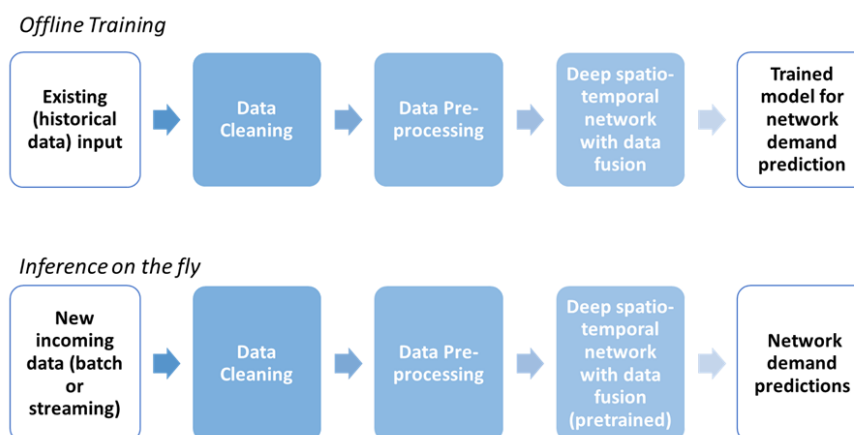 Offline Training
Existing
(historical
data) input
Data
Cleaning
Data Pre-
processing
Deep spatio-
temporal
network
with data
fusion
Trained
model for
network
demand
prediction
Inference on the fly
New
incoming
data (batch
or
streaming)
Data
Cleaning
Data Pre-
processing
Deep spatio-
temporal
network
with data
fusion
(pretrained)
Network
demand
predictions